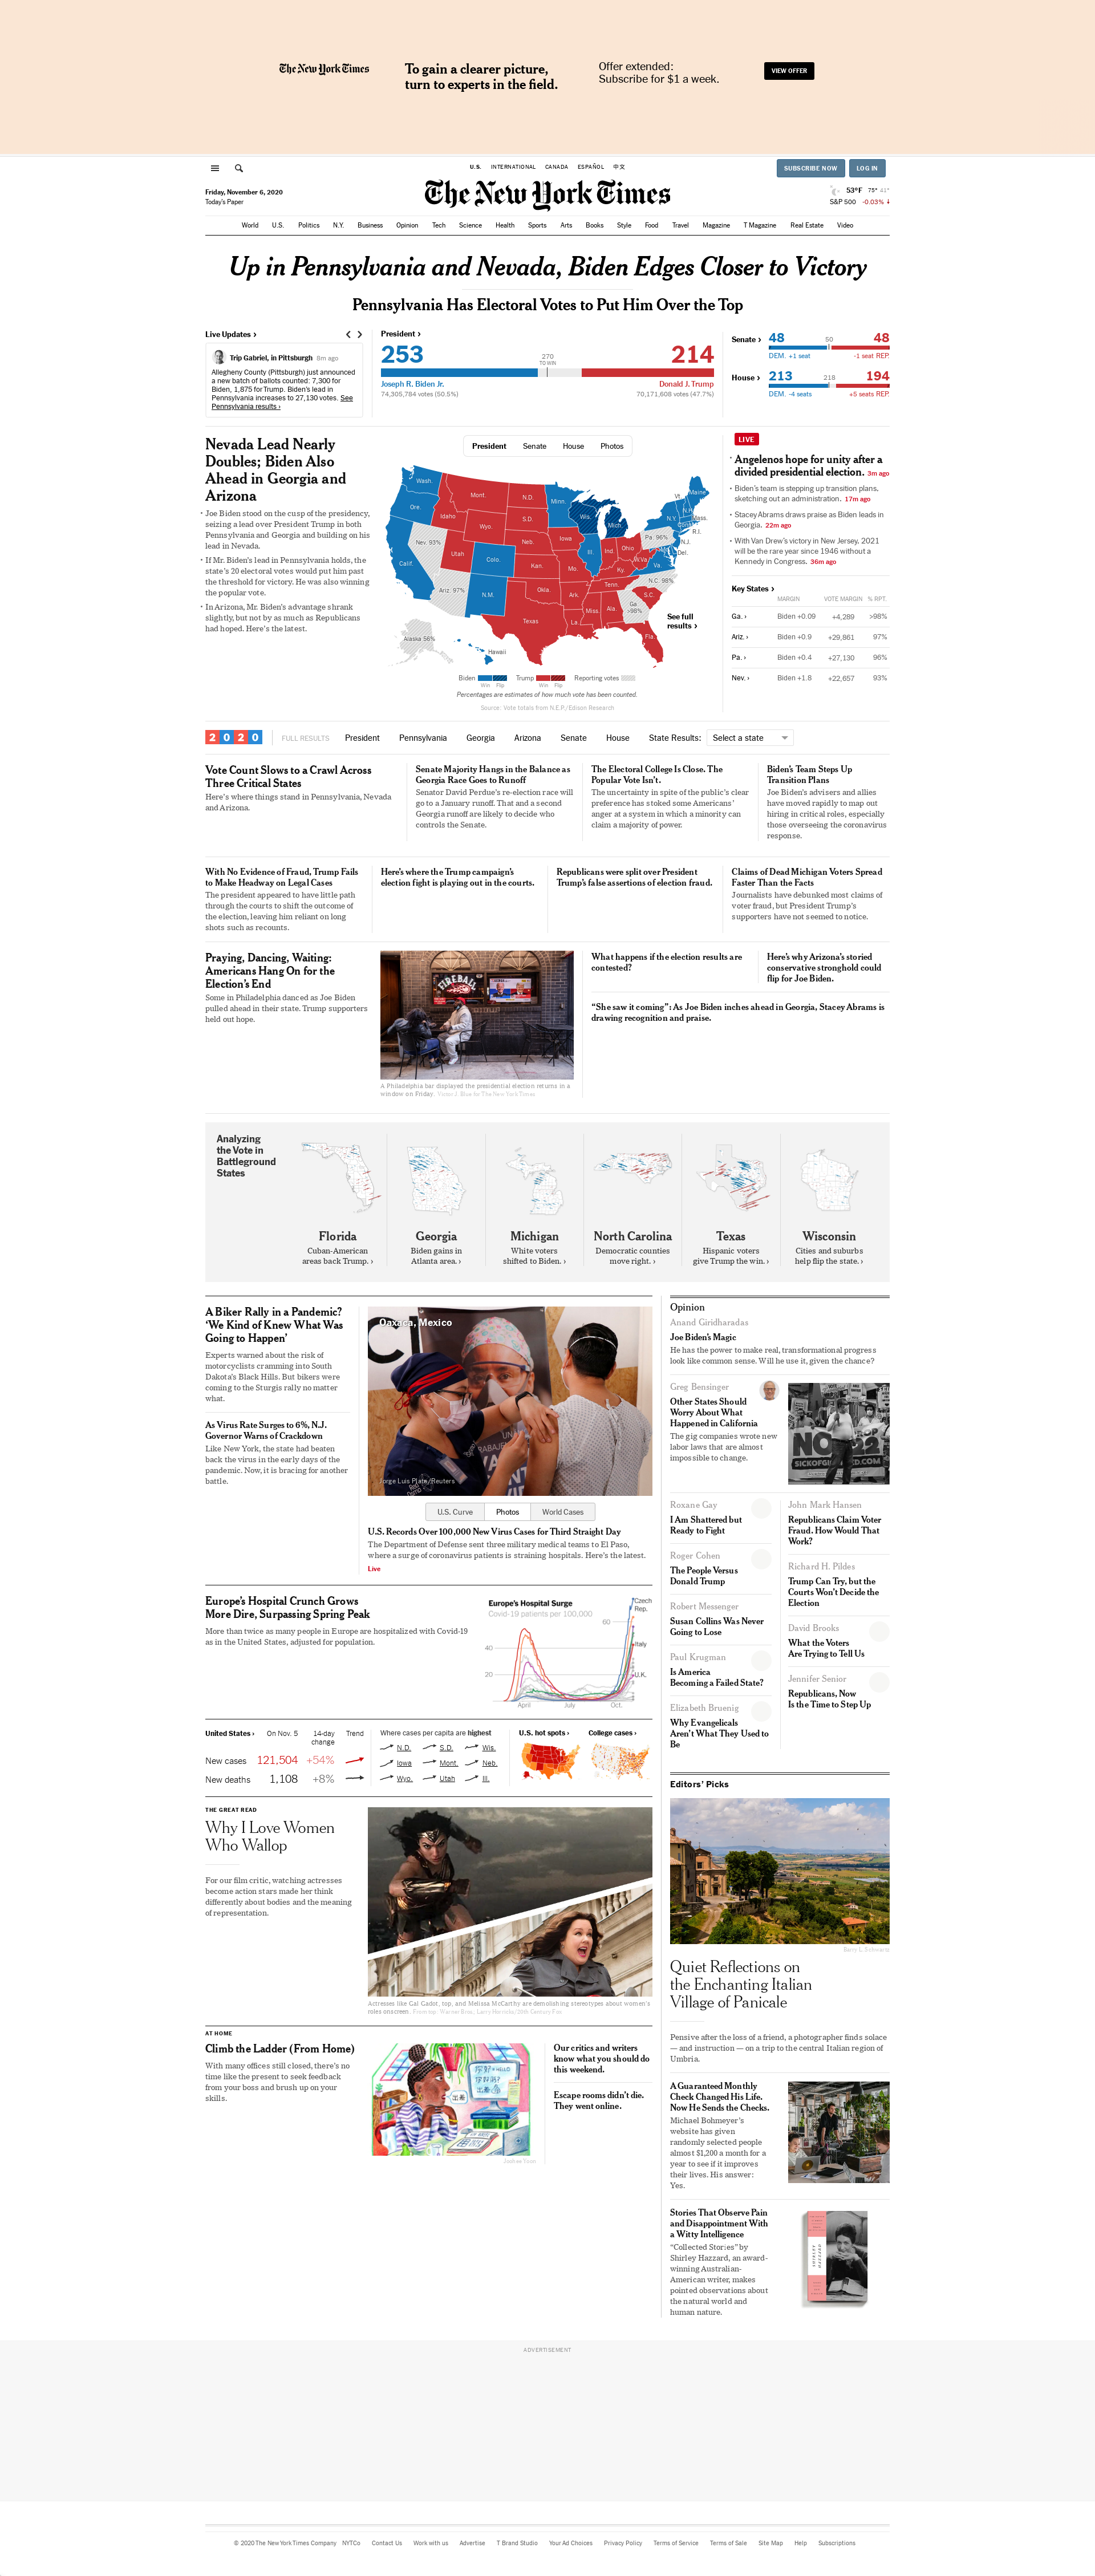 The New York Times
To gain a clearer picture,
turn to experts in the field.
Offer extended:
Subscribe for $1 a week.
VIEW OFFER
U.S. INTERNATIONAL CANADA ESPAÑOL 中文
SUBSCRIBE NOW LOG IN
Friday, November 6, 2020
Today's Paper
The New York Times
53°F 75° 41°
S&P 500 -0.03%
World U.S. Politics N.Y. Business Opinion Tech Science Health Sports Arts Books Style Food Travel Magazine T Magazine Real Estate Video
Up in Pennsylvania and Nevada, Biden Edges Closer to Victory
Pennsylvania Has Electoral Votes to Put Him Over the Top
Live Updates ›
Trip Gabriel, in Pittsburgh 8m ago
Allegheny County (Pittsburgh) just announced
a new batch of ballots counted: 7,300 for
Biden, 1,875 for Trump. Biden's lead in
Pennsylvania increases to 27,130 votes. See
Pennsylvania results ›
President ›
253 270 TO WIN 214
Joseph R. Biden Jr. Donald J. Trump
74,305,784 votes (50.5%) 70,171,608 votes (47.7%)
Senate › 48 50 48
DEM. +1 seat -1 seat REP.
House › 213 218 194
DEM. -4 seats +5 seats REP.
Nevada Lead Nearly
Doubles; Biden Also
Ahead in Georgia and
Arizona
• Joe Biden stood on the cusp of the presidency,
seizing a lead over President Trump in both
Pennsylvania and Georgia and building on his
lead in Nevada.
• If Mr. Biden's lead in Pennsylvania holds, the
state's 20 electoral votes would put him past
the threshold for victory. He was also winning
the popular vote.
• In Arizona, Mr. Biden's advantage shrank
slightly, but not by as much as Republicans
had hoped. Here's the latest.
President Senate House Photos
Wash.
Mont.
N.D.
Minn.
Vt.
Maine
Ore.
Idaho
S.D.
Wis.
Mich.
N.Y.
N.H.
Mass.
Wyo.
R.I.
Nev. 93%
Neb.
Iowa
Pa. 96%
N.J.
Utah
Colo.
Ill.
Ind.
Ohio
Del.
Calif.
Kan.
Mo.
Ky.
W.Va.
Va.
Ariz. 97%
N.M.
Okla.
Ark.
Tenn.
N.C. 98%
S.C.
Texas
La.
Miss.
Ala.
Ga.
>98%
Fla.
Alaska 56%
Hawaii
See full
results ›
Biden Trump Reporting votes
Win Flip Win Flip
Percentages are estimates of how much vote has been counted.
Source: Vote totals from N.E.P./Edison Research
LIVE
• Angelenos hope for unity after a
divided presidential election. 3m ago
• Biden's team is stepping up transition plans,
sketching out an administration. 17m ago
• Stacey Abrams draws praise as Biden leads in
Georgia. 22m ago
• With Van Drew's victory in New Jersey, 2021
will be the rare year since 1946 without a
Kennedy in Congress. 36m ago
Key States ›
MARGIN VOTE MARGIN % RPT.
Ga. › Biden +0.09 +4,289 >98%
Ariz. › Biden +0.9 +29,861 97%
Pa. › Biden +0.4 +27,130 96%
Nev. › Biden +1.8 +22,657 93%
2020 FULL RESULTS President Pennsylvania Georgia Arizona Senate House State Results: Select a state
Vote Count Slows to a Crawl Across
Three Critical States
Here's where things stand in Pennsylvania, Nevada
and Arizona.
Senate Majority Hangs in the Balance as
Georgia Race Goes to Runoff
Senator David Perdue's re-election race will
go to a January runoff. That and a second
Georgia runoff are likely to decide who
controls the Senate.
The Electoral College Is Close. The
Popular Vote Isn't.
The uncertainty in spite of the public's clear
preference has stoked some Americans'
anger at a system in which a minority can
claim a majority of power.
Biden's Team Steps Up
Transition Plans
Joe Biden's advisers and allies
have moved rapidly to map out
hiring in critical roles, especially
those overseeing the coronavirus
response.
With No Evidence of Fraud, Trump Fails
to Make Headway on Legal Cases
The president appeared to have little path
through the courts to shift the outcome of
the election, leaving him reliant on long
shots such as recounts.
Here's where the Trump campaign's
election fight is playing out in the courts.
Republicans were split over President
Trump's false assertions of election fraud.
Claims of Dead Michigan Voters Spread
Faster Than the Facts
Journalists have debunked most claims of
voter fraud, but President Trump's
supporters have not seemed to notice.
Praying, Dancing, Waiting:
Americans Hang On for the
Election's End
Some in Philadelphia danced as Joe Biden
pulled ahead in their state. Trump supporters
held out hope.
FIREBALL
A Philadelphia bar displayed the presidential election returns in a
window on Friday. Victor J. Blue for The New York Times
What happens if the election results are
contested?
Here's why Arizona's storied
conservative stronghold could
flip for Joe Biden.
“She saw it coming”: As Joe Biden inches ahead in Georgia, Stacey Abrams is
drawing recognition and praise.
Analyzing
the Vote in
Battleground
States
Florida
Cuban-American
areas back Trump. ›
Georgia
Biden gains in
Atlanta area. ›
Michigan
White voters
shifted to Biden. ›
North Carolina
Democratic counties
move right. ›
Texas
Hispanic voters
give Trump the win. ›
Wisconsin
Cities and suburbs
help flip the state. ›
A Biker Rally in a Pandemic?
‘We Kind of Knew What Was
Going to Happen’
Experts warned about the risk of
motorcyclists cramming into South
Dakota's Black Hills. But bikers were
coming to the Sturgis rally no matter
what.
As Virus Rate Surges to 6%, N.J.
Governor Warns of Crackdown
Like New York, the state had beaten
back the virus in the early days of the
pandemic. Now, it is bracing for another
battle.
Oaxaca, Mexico
Jorge Luis Plata/Reuters
U.S. Curve Photos World Cases
U.S. Records Over 100,000 New Virus Cases for Third Straight Day
The Department of Defense sent three military medical teams to El Paso,
where a surge of coronavirus patients is straining hospitals. Here's the latest.
Live
Europe's Hospital Crunch Grows
More Dire, Surpassing Spring Peak
More than twice as many people in Europe are hospitalized with Covid-19
as in the United States, adjusted for population.
Europe's Hospital Surge
Covid-19 patients per 100,000
Czech
Rep.
60
40
Italy
20
U.K.
April July Oct.
United States › On Nov. 5 14-day change Trend
New cases 121,504 +54%
New deaths 1,108 +8%
Where cases per capita are highest
N.D. S.D. Wis.
Iowa Mont. Neb.
Wyo. Utah Ill.
U.S. hot spots › College cases ›
THE GREAT READ
Why I Love Women
Who Wallop
For our film critic, watching actresses
become action stars made her think
differently about bodies and the meaning
of representation.
Actresses like Gal Gadot, top, and Melissa McCarthy are demolishing stereotypes about women's
roles onscreen. From top: Warner Bros.; Larry Horricks/20th Century Fox
AT HOME
Climb the Ladder (From Home)
With many offices still closed, there's no
time like the present to seek feedback
from your boss and brush up on your
skills.
Our critics and writers
know what you should do
this weekend.
Escape rooms didn't die.
They went online.
Opinion
Anand Giridharadas
Joe Biden's Magic
He has the power to make real, transformational progress
look like common sense. Will he use it, given the chance?
Greg Bensinger
Other States Should
Worry About What
Happened in California
The gig companies wrote new
labor laws that are almost
impossible to change.
Roxane Gay
I Am Shattered but
Ready to Fight
Roger Cohen
The People Versus
Donald Trump
Robert Messenger
Susan Collins Was Never
Going to Lose
Paul Krugman
Is America
Becoming a Failed State?
Elizabeth Bruenig
Why Evangelicals
Aren't What They Used to
Be
John Mark Hansen
Republicans Claim Voter
Fraud. How Would That
Work?
Richard H. Pildes
Trump Can Try, but the
Courts Won't Decide the
Election
David Brooks
What the Voters
Are Trying to Tell Us
Jennifer Senior
Republicans, Now
Is the Time to Step Up
Editors' Picks
Barry L. Schwartz
Quiet Reflections on
the Enchanting Italian
Village of Panicale
Pensive after the loss of a friend, a photographer finds solace
— and instruction — on a trip to the central Italian region of
Umbria.
A Guaranteed Monthly
Check Changed His Life.
Now He Sends the Checks.
Michael Bohmeyer's
website has given
randomly selected people
almost $1,200 a month for a
year to see if it improves
their lives. His answer:
Yes.
Stories That Observe Pain
and Disappointment With
a Witty Intelligence
“Collected Stories” by
Shirley Hazzard, an award-
winning Australian-
American writer, makes
pointed observations about
the natural world and
human nature.
ADVERTISEMENT
© 2020 The New York Times Company NYTCo Contact Us Work with us Advertise T Brand Studio Your Ad Choices Privacy Policy Terms of Service Terms of Sale Site Map Help Subscriptions